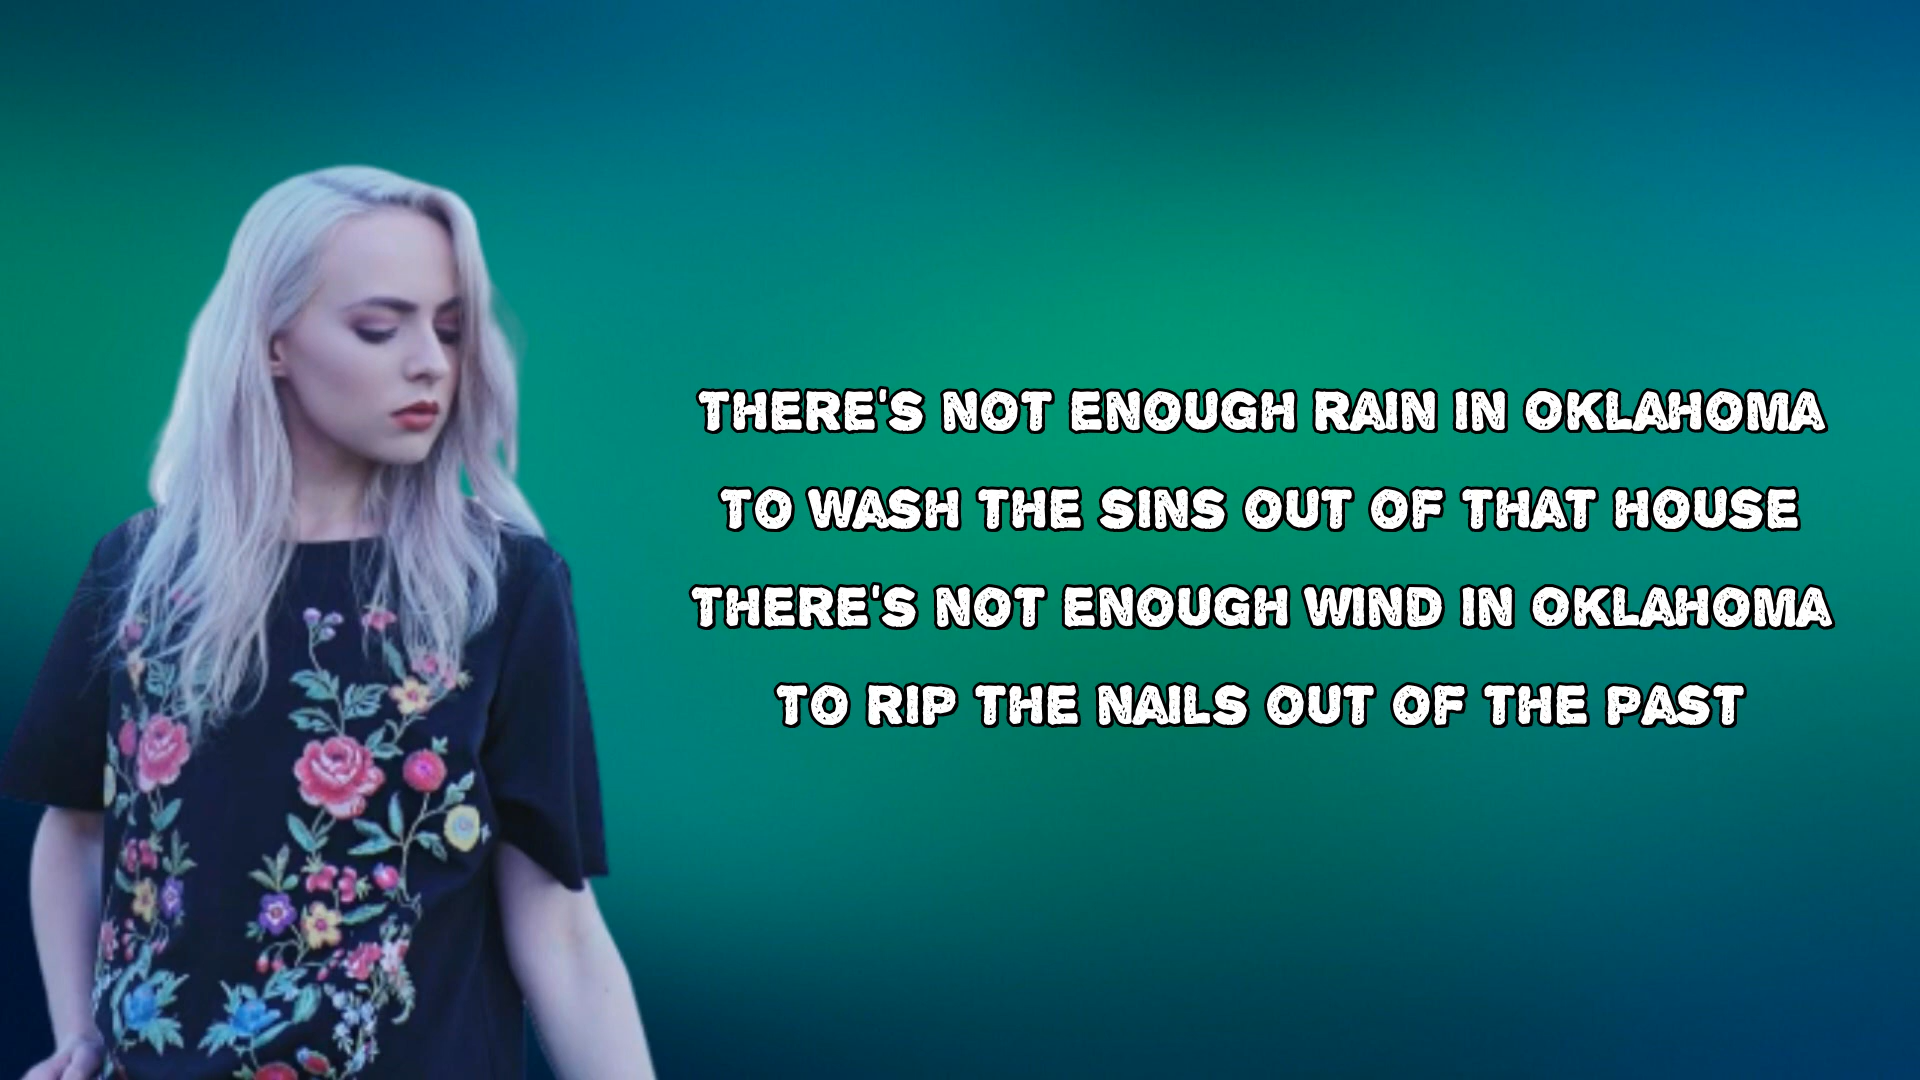 THERE'S NOT ENOUGH RAIN IN OKLAHOMA
TO WASH THE SINS OUT OF THAT HOUSE
THERE'S NOT ENOUGH WIND IN OKLAHOMA
TO RIP THE NAILS OUT OF THE PAST